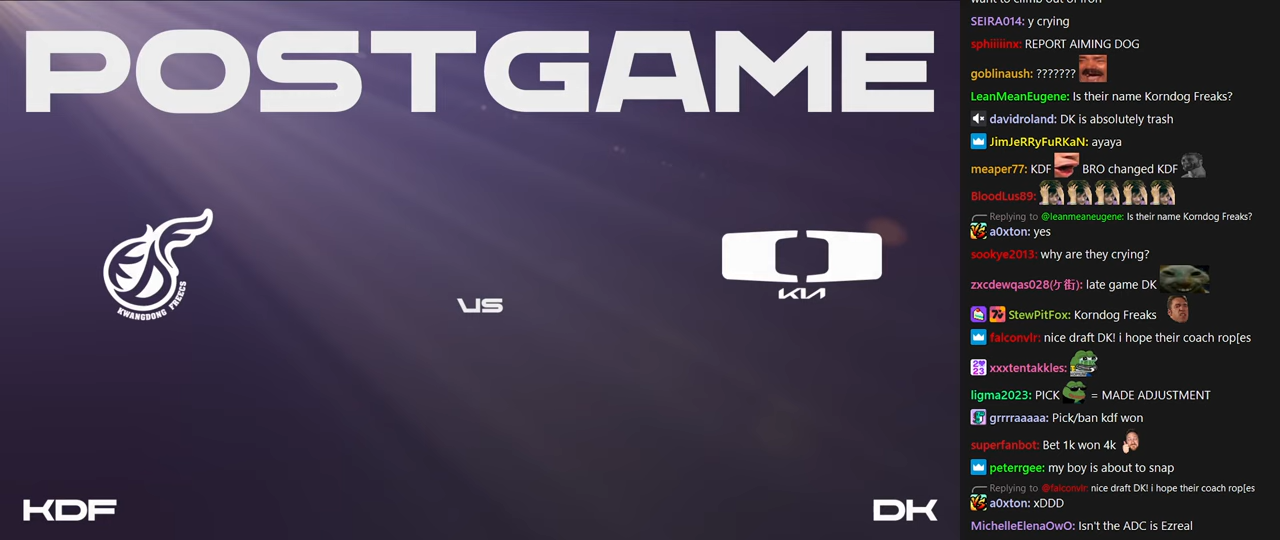 POSTGAME
KWANGDONG FREECS
VS
KIA
KDF
DK
SEIRA014: y crying
sphiiiiinx: REPORT AIMING DOG
goblinaush: ???????
LeanMeanEugene: Is their name Korndog Freaks?
davidroland: DK is absolutely trash
JimJeRRyFuRKaN: ayaya
meaper77: KDF BRO changed KDF
BloodLus89:
Replying to @leanmeaneugene: Is their name Korndog Freaks?
a0xton: yes
sookye2013: why are they crying?
zxcdewqas028(ケ衔): late game DK
StewPitFox: Korndog Freaks
falconvlr: nice draft DK! i hope their coach rop[es
xxxtentakkles:
ligma2023: PICK = MADE ADJUSTMENT
grrrraaaaa: Pick/ban kdf won
superfanbot: Bet 1k won 4k
peterrgee: my boy is about to snap
Replying to @falconvlr: nice draft DK! i hope their coach rop[es
a0xton: xDDD
MichelleElenaOwO: Isn't the ADC is Ezreal